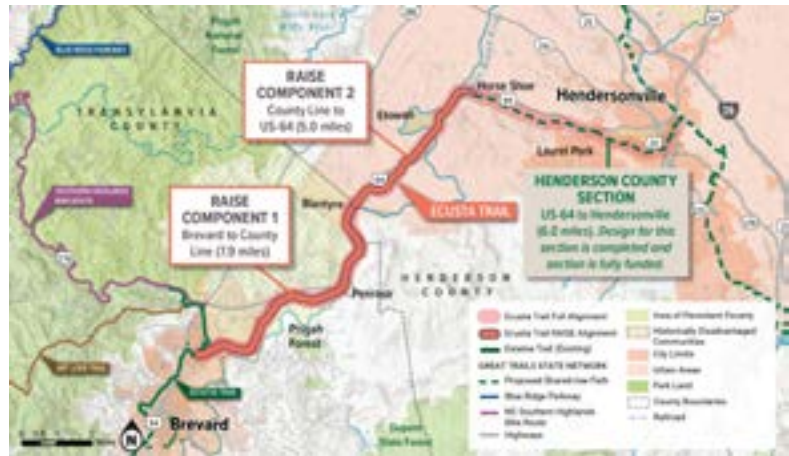 Pisgah
National
Forest
BLUE RIDGE PARKWAY
TRANSYLVANIA
COUNTY
RAISE
COMPONENT 2
County Line to
US-64 (5.0 miles)
Horse Shoe
Etowah
Hendersonville
Laurel Park
RAISE
COMPONENT 1
Brevard to County
Line (7.9 miles)
Blantyre
ECUSTA TRAIL
HENDERSON COUNTY
SECTION
US-64 to Hendersonville
(6.0 miles). Design for this
section is completed and
section is fully funded.
HENDERSON
COUNTY
Penrose
Pisgah
Forest
Brevard
N
Dupont
State Forest
Ecusta Trail Full Alignment
Ecusta Trail RAISE Alignment
Estatoe Trail (Existing)
GREAT TRAILS STATE NETWORK
Proposed Shared-Use Path
Blue Ridge Parkway
NC Southern Highlands
Bike Route
Highways
Area of Persistent Poverty
Historically Disadvantaged
Communities
City Limits
Urban Areas
Park Land
County Boundaries
Railroad